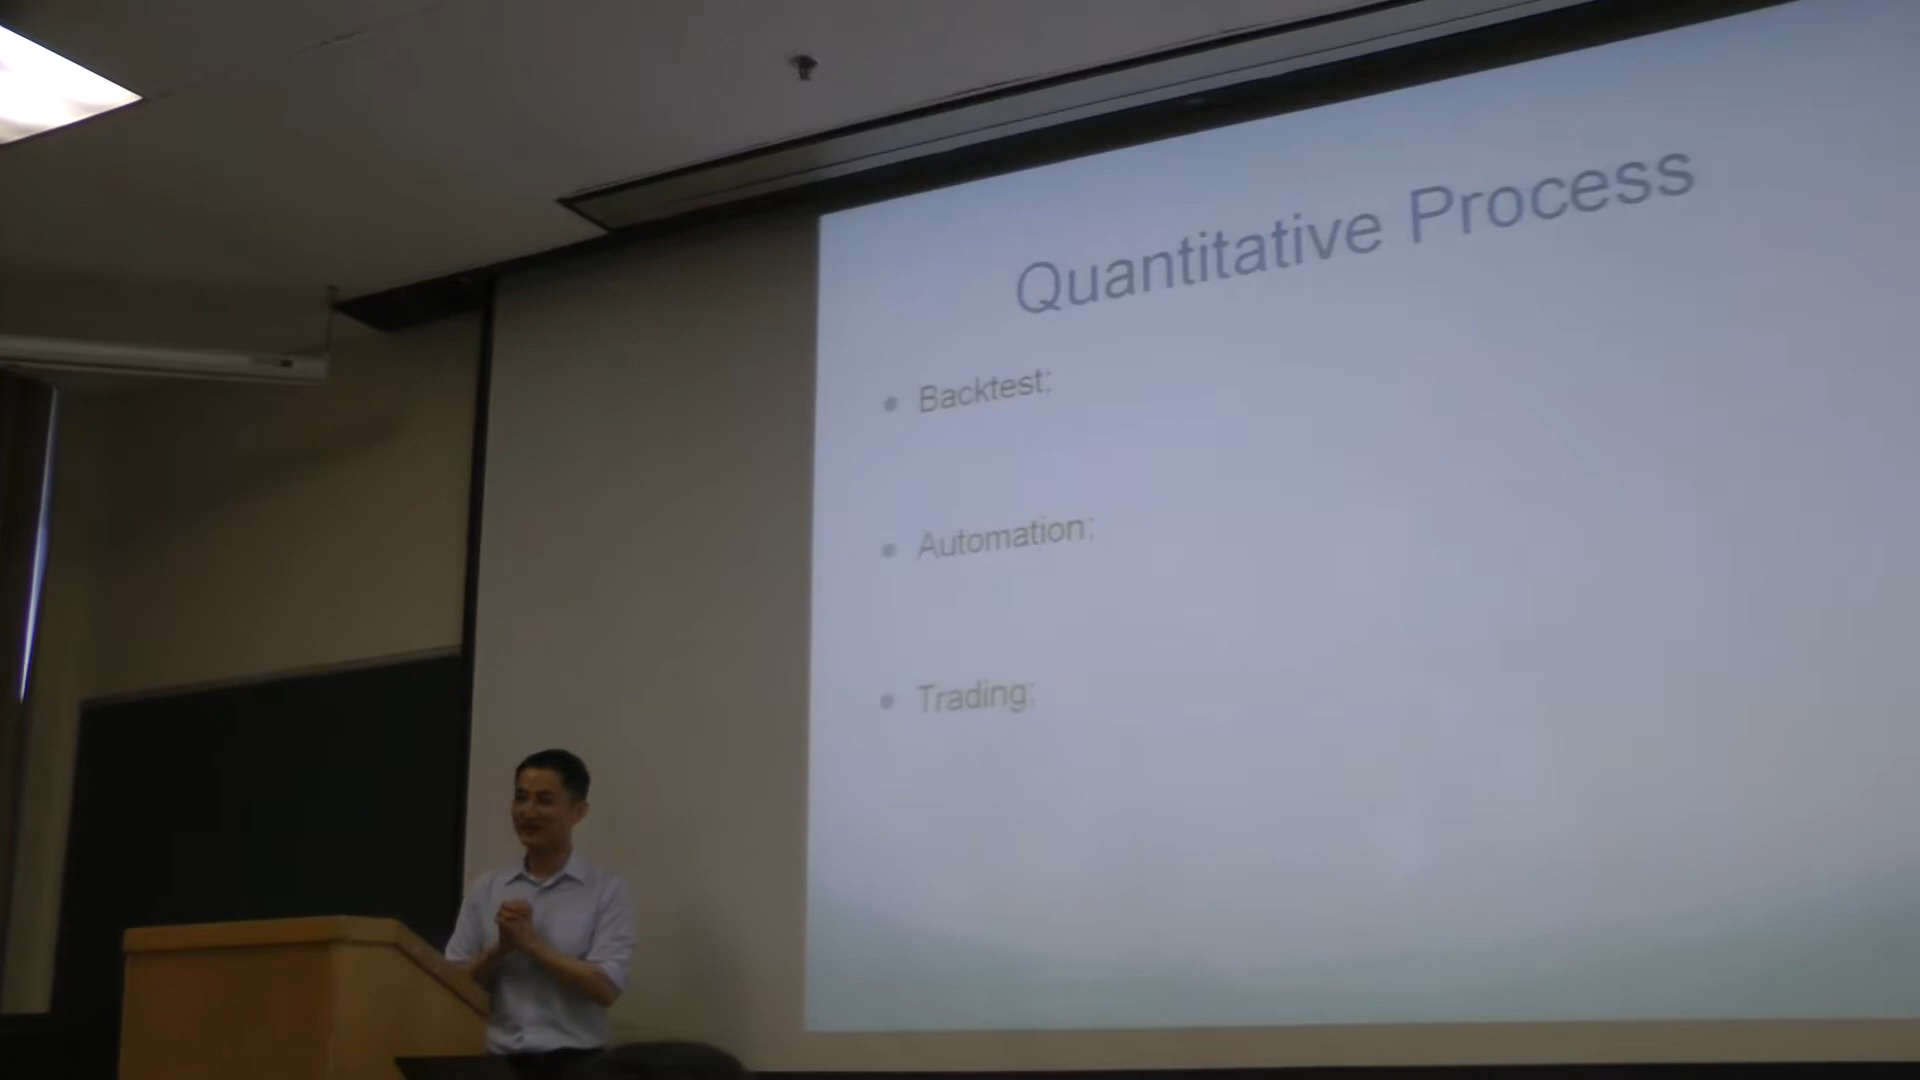 Quantitative Process
• Backtest;
• Automation;
• Trading;